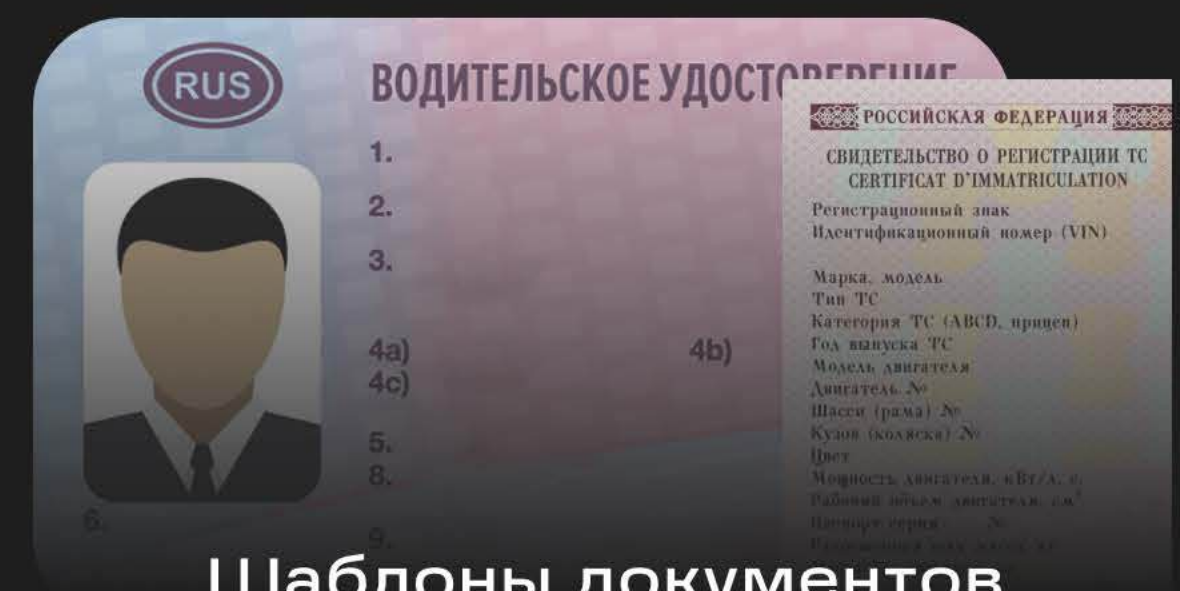 RUS
ВОДИТЕЛЬСКОЕ УДОСТОВЕРЕНИЕ
1.
2.
3.
4a)
4b)
4c)
5.
8.
6.
9.
РОССИЙСКАЯ ФЕДЕРАЦИЯ
СВИДЕТЕЛЬСТВО О РЕГИСТРАЦИИ ТС
CERTIFICAT D'IMMATRICULATION
Регистрационный знак
Идентификационный номер (VIN)
Марка, модель
Тип ТС
Категория ТС (ABCD, прицеп)
Год выпуска ТС
Модель двигателя
Двигатель №
Шасси (рама) №
Кузов (коляска) №
Цвет
Мощность двигателя, кВт/л. с.
Рабочий объем двигателя, см³
Паспорт серия №
Шаблоны документов